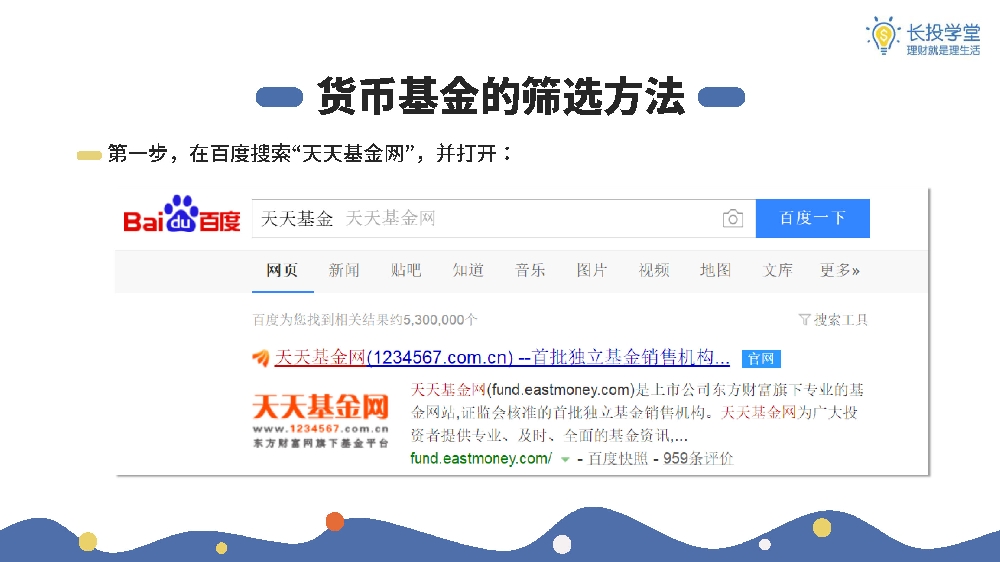 长投学堂
理财就是理生活
货币基金的筛选方法
第一步，在百度搜索“天天基金网”，并打开：
Bai du 百度 天天基金 天天基金网 百度一下
网页 新闻 贴吧 知道 音乐 图片 视频 地图 文库 更多»
百度为您找到相关结果约5,300,000个 搜索工具
天天基金网(1234567.com.cn) --首批独立基金销售机构... 官网
天天基金网
www.1234567.com.cn
东方财富网旗下基金平台
天天基金网(fund.eastmoney.com)是上市公司东方财富旗下专业的基
金网站,证监会核准的首批独立基金销售机构。天天基金网为广大投
资者提供专业、及时、全面的基金资讯,...
fund.eastmoney.com/ - 百度快照 - 959条评价